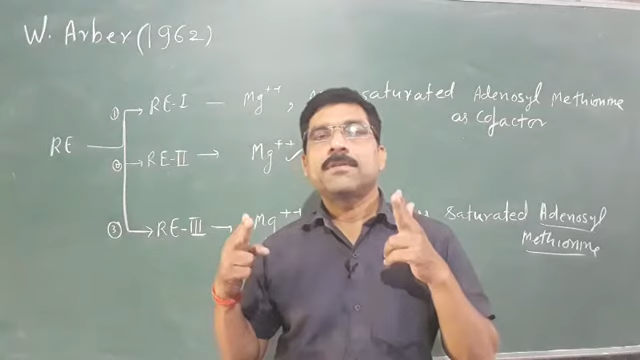 W. Arber (1962)
① RE-I — Mg++, saturated Adenosyl Methionine
as Cofactor
RE ② → RE-II → Mg++ ✓
③ → RE-III → Mg++ saturated Adenosyl
Methionine